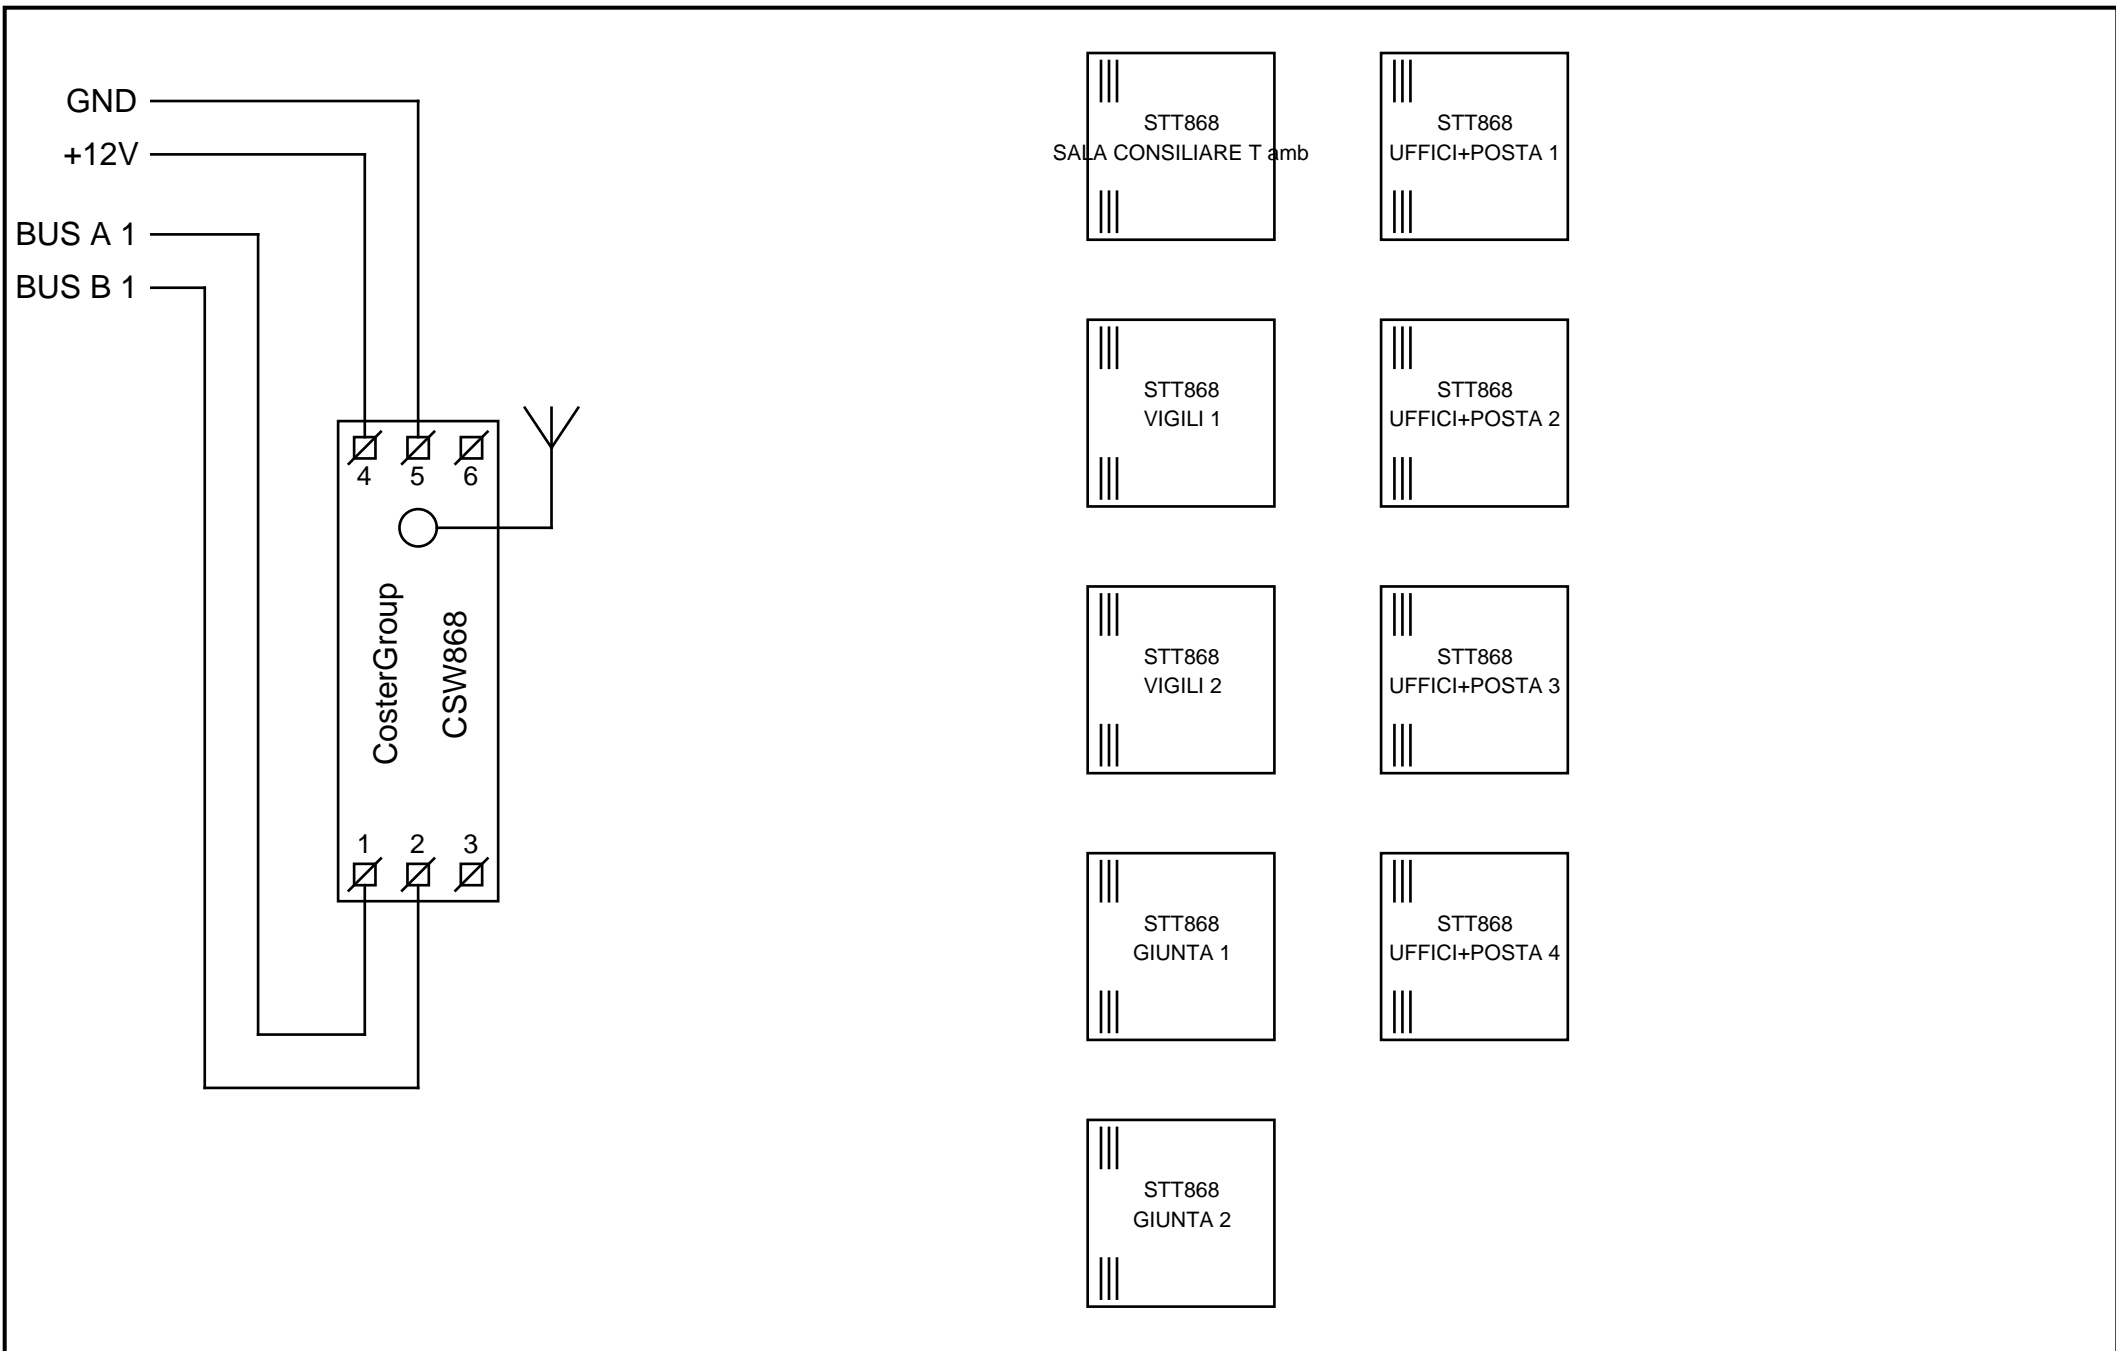 GND
+12V
BUS A 1
BUS B 1
4 5 6
CosterGroup
CSW868
1 2 3
STT868
SALA CONSILIARE T amb
STT868
UFFICI+POSTA 1
STT868
VIGILI 1
STT868
UFFICI+POSTA 2
STT868
VIGILI 2
STT868
UFFICI+POSTA 3
STT868
GIUNTA 1
STT868
UFFICI+POSTA 4
STT868
GIUNTA 2